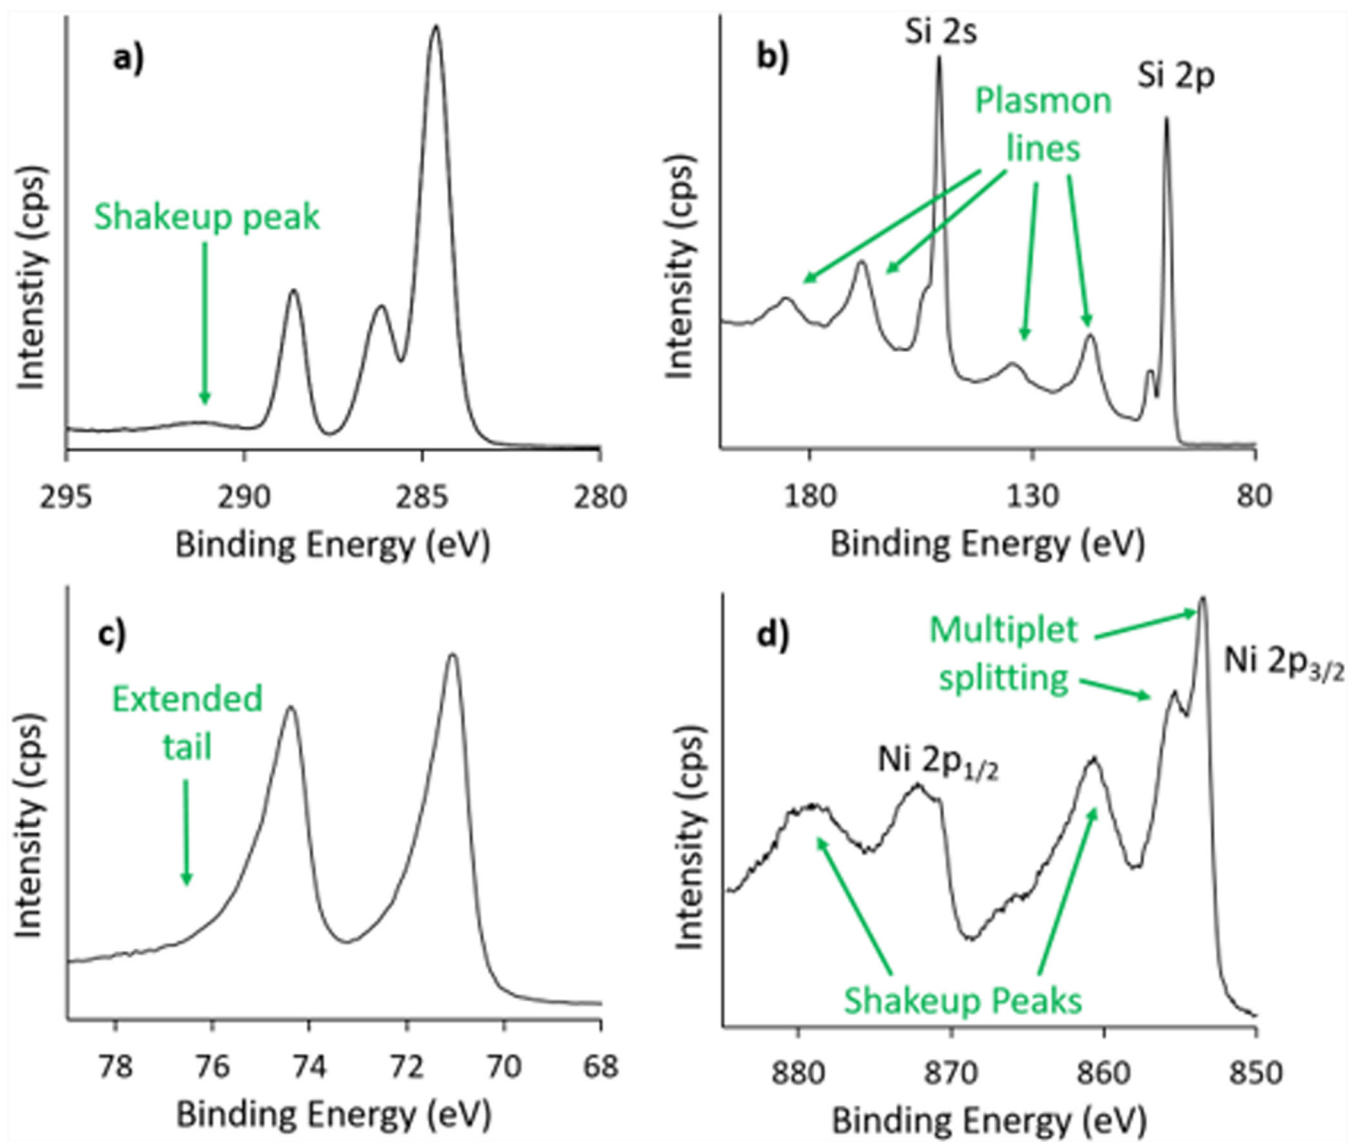 a)
Shakeup peak
Intenstiy (cps)
295 290 285 280
Binding Energy (eV)
b)
Si 2s
Si 2p
Plasmon
lines
Intensity (cps)
180 130 80
Binding Energy (eV)
c)
Extended
tail
Intensity (cps)
78 76 74 72 70 68
Binding Energy (eV)
d)
Multiplet
splitting
Ni 2p3/2
Ni 2p1/2
Shakeup Peaks
Intensity (cps)
880 870 860 850
Binding Energy (eV)